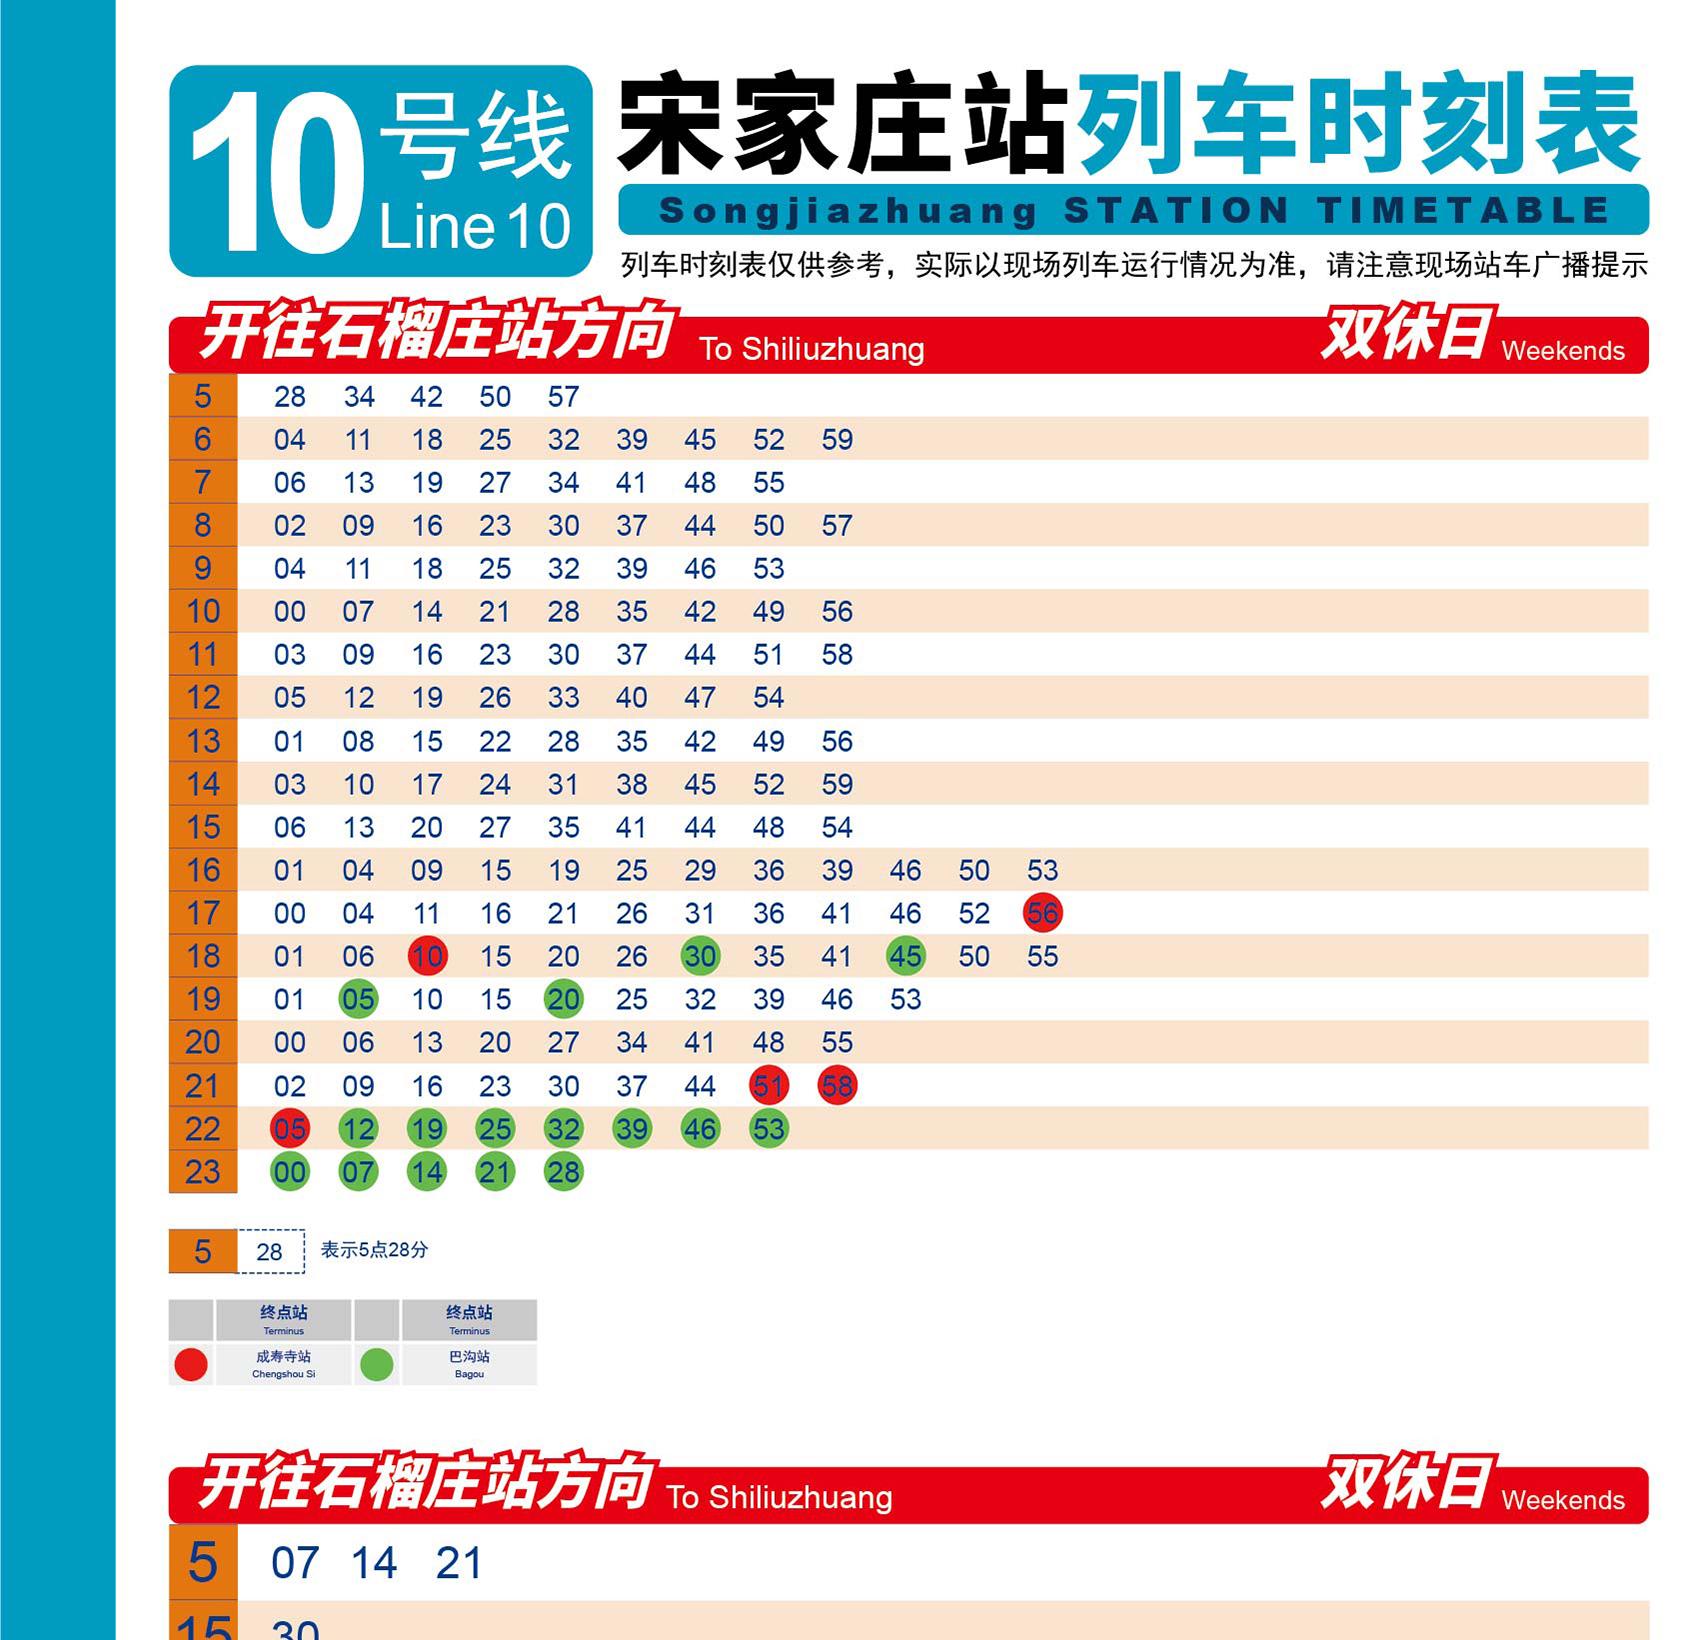 10号线
Line 10
宋家庄站列车时刻表
Songjiazhuang STATION TIMETABLE
列车时刻表仅供参考，实际以现场列车运行情况为准，请注意现场站车广播提示
开往石榴庄站方向 To Shiliuzhuang 双休日 Weekends
5 28 34 42 50 57
6 04 11 18 25 32 39 45 52 59
7 06 13 19 27 34 41 48 55
8 02 09 16 23 30 37 44 50 57
9 04 11 18 25 32 39 46 53
10 00 07 14 21 28 35 42 49 56
11 03 09 16 23 30 37 44 51 58
12 05 12 19 26 33 40 47 54
13 01 08 15 22 28 35 42 49 56
14 03 10 17 24 31 38 45 52 59
15 06 13 20 27 35 41 44 48 54
16 01 04 09 15 19 25 29 36 39 46 50 53
17 00 04 11 16 21 26 31 36 41 46 52 56
18 01 06 10 15 20 26 30 35 41 45 50 55
19 01 05 10 15 20 25 32 39 46 53
20 00 06 13 20 27 34 41 48 55
21 02 09 16 23 30 37 44 51 58
22 05 12 19 25 32 39 46 53
23 00 07 14 21 28
5 28 表示5点28分
终点站 终点站
Terminus Terminus
成寿寺站 巴沟站
Chengshou Si Bagou
开往石榴庄站方向 To Shiliuzhuang 双休日 Weekends
5 07 14 21
15 30